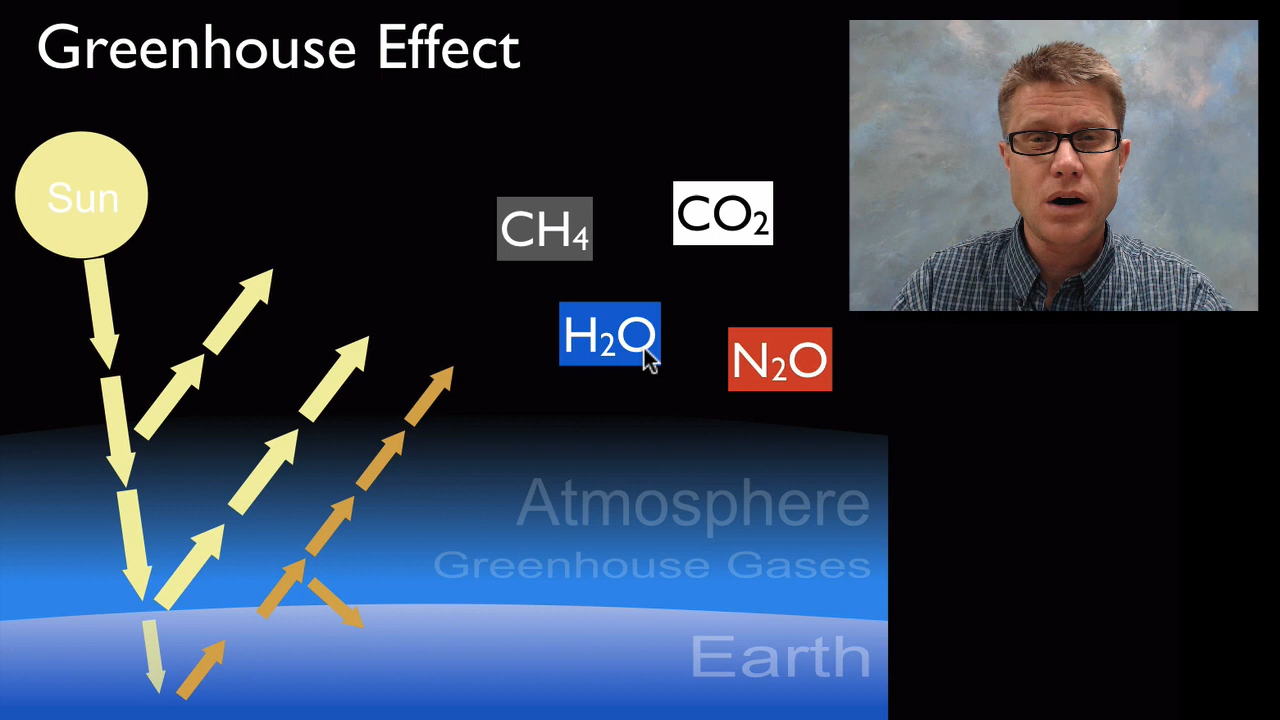 Greenhouse Effect
Sun
CH₄
CO₂
H₂O
N₂O
Atmosphere
Greenhouse Gases
Earth